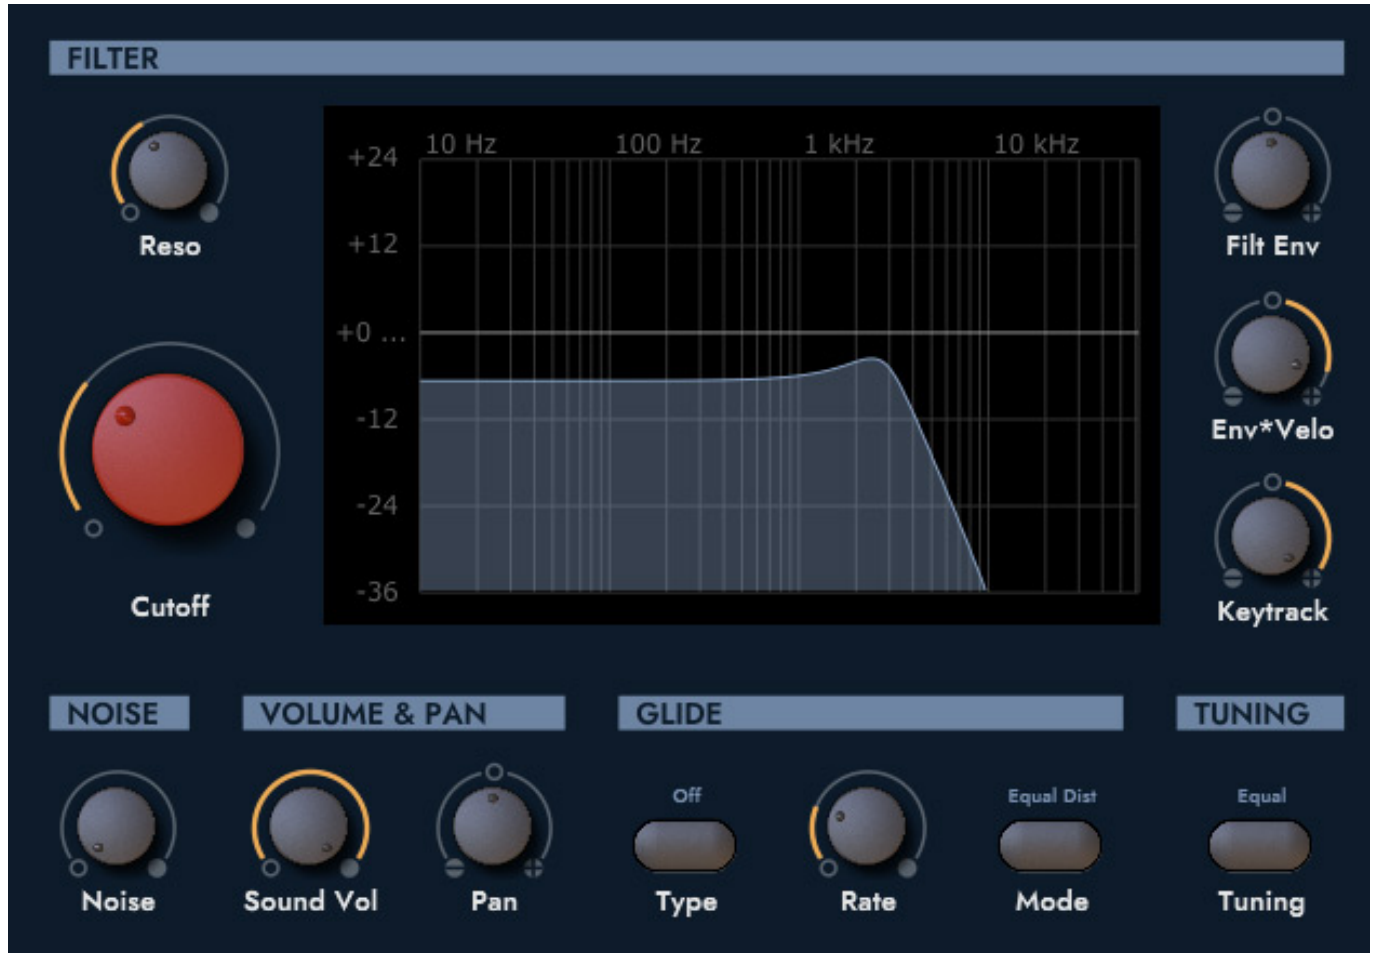 FILTER
10 Hz 100 Hz 1 kHz 10 kHz
+24
+12
+0 ...
-12
-24
-36
Reso
Cutoff
Filt Env
Env*Velo
Keytrack
NOISE VOLUME & PAN GLIDE TUNING
Off Equal Dist Equal
Noise Sound Vol Pan Type Rate Mode Tuning